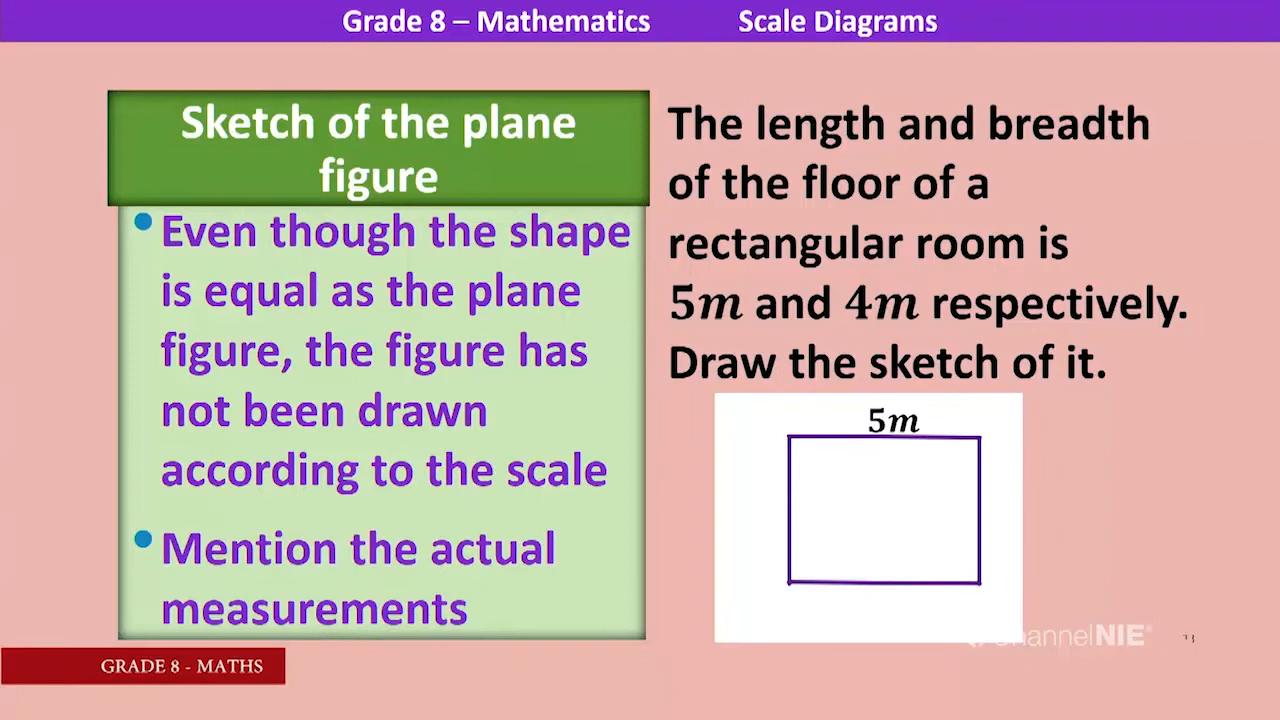 Grade 8 – Mathematics Scale Diagrams
Sketch of the plane
figure
• Even though the shape
is equal as the plane
figure, the figure has
not been drawn
according to the scale
• Mention the actual
measurements
The length and breadth
of the floor of a
rectangular room is
5m and 4m respectively.
Draw the sketch of it.
5m
channelNIE
GRADE 8 - MATHS